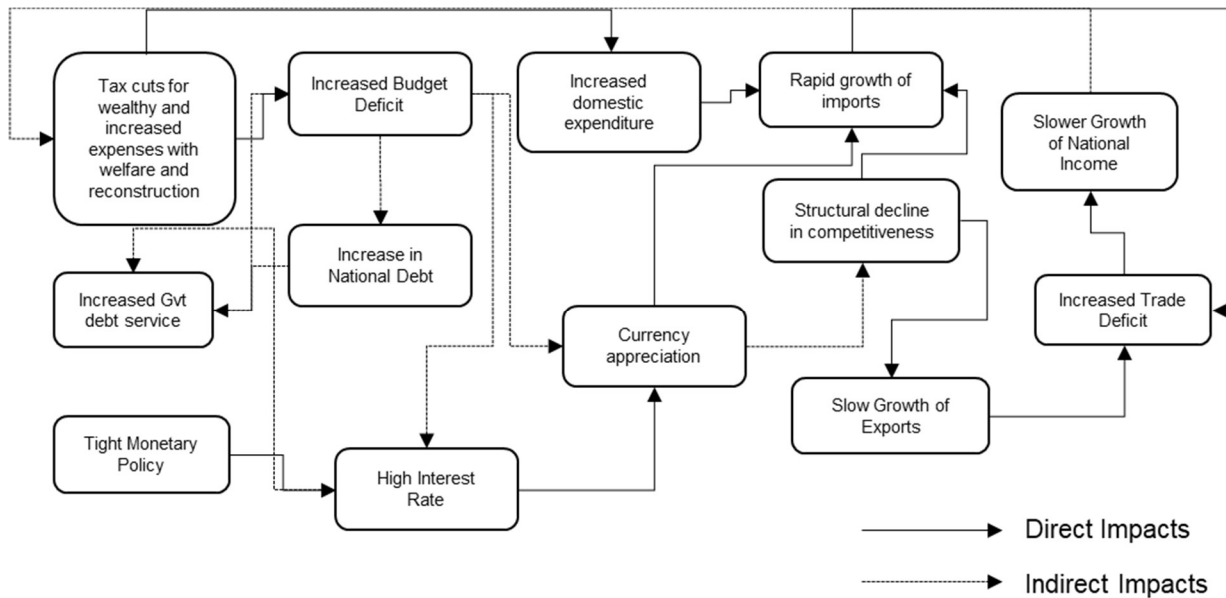 Tax cuts for
wealthy and
increased
expenses with
welfare and
reconstruction
Increased Budget
Deficit
Increased
domestic
expenditure
Rapid growth of
imports
Slower Growth
of National
Income
Structural decline
in competitiveness
Increase in
National Debt
Increased Gvt
debt service
Increased Trade
Deficit
Currency
appreciation
Slow Growth of
Exports
Tight Monetary
Policy
High Interest
Rate
Direct Impacts
Indirect Impacts